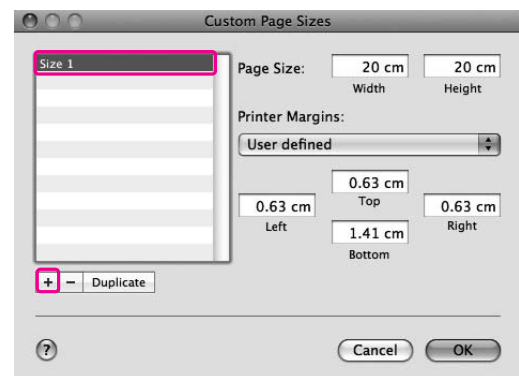 Custom Page Sizes
Size 1
Page Size:
20 cm
20 cm
Width
Height
Printer Margins:
User defined
0.63 cm
Top
0.63 cm
Left
0.63 cm
Right
1.41 cm
Bottom
+ − Duplicate
?
Cancel
OK